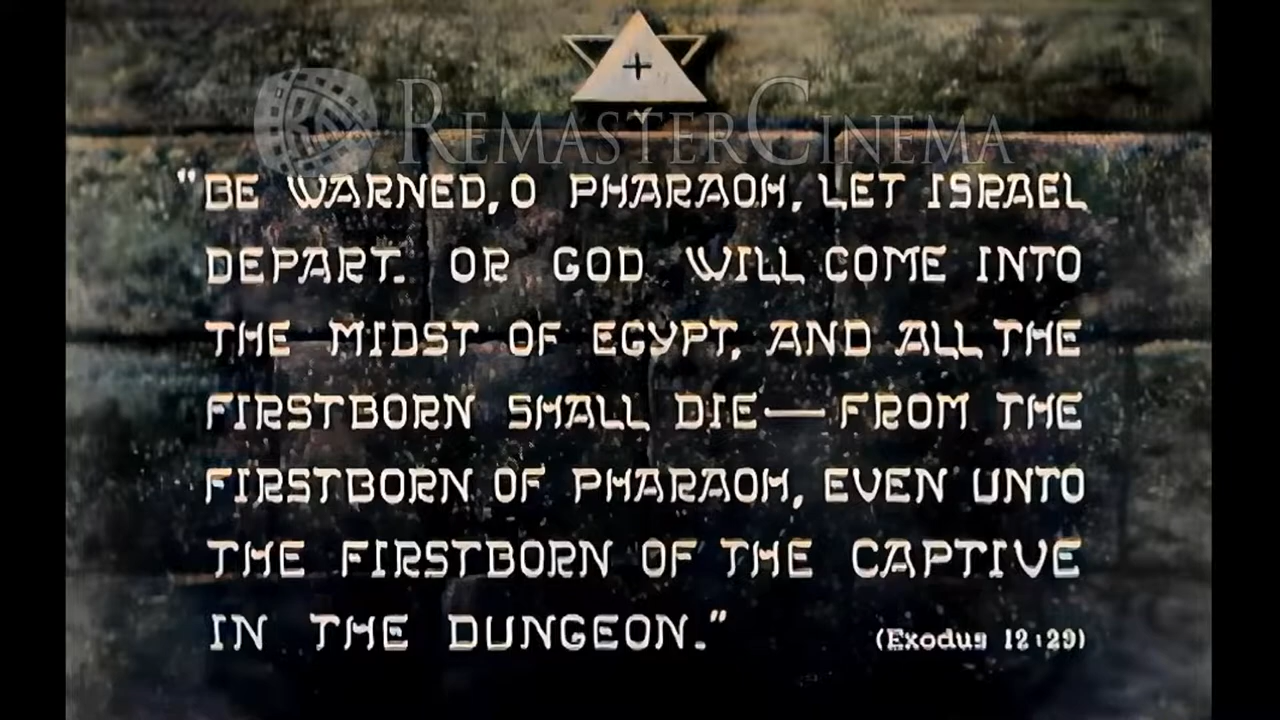 REMASTERCINEMA
"BE WARNED, O PHARAOH, LET ISRAEL
DEPART. OR GOD WILL COME INTO
THE MIDST OF EGYPT, AND ALL THE
FIRSTBORN SHALL DIE—FROM THE
FIRSTBORN OF PHARAOH, EVEN UNTO
THE FIRSTBORN OF THE CAPTIVE
IN THE DUNGEON."
(Exodus 12:29)